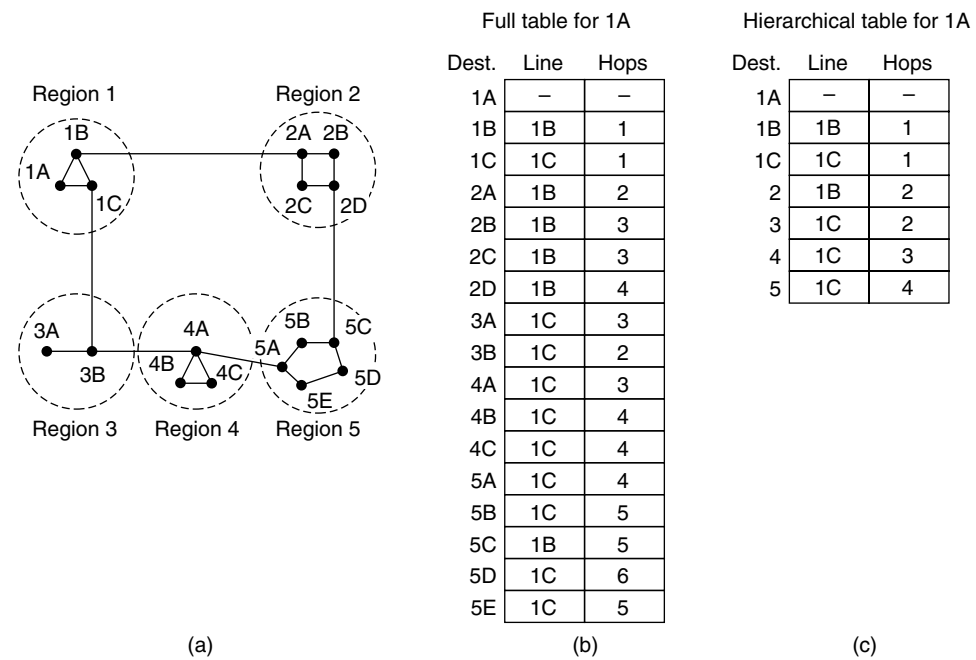 Full table for 1A
Hierarchical table for 1A
Dest. Line Hops
Dest. Line Hops
Region 1
Region 2
1B
2A 2B
1A
1C
2C
2D
3A
3B
4A
4B
4C
5B
5C
5A
5D
5E
Region 3
Region 4
Region 5
1A – –
1B 1B 1
1C 1C 1
2A 1B 2
2B 1B 3
2C 1B 3
2D 1B 4
3A 1C 3
3B 1C 2
4A 1C 3
4B 1C 4
4C 1C 4
5A 1C 4
5B 1C 5
5C 1B 5
5D 1C 6
5E 1C 5
1A – –
1B 1B 1
1C 1C 1
2 1B 2
3 1C 2
4 1C 3
5 1C 4
(a)
(b)
(c)